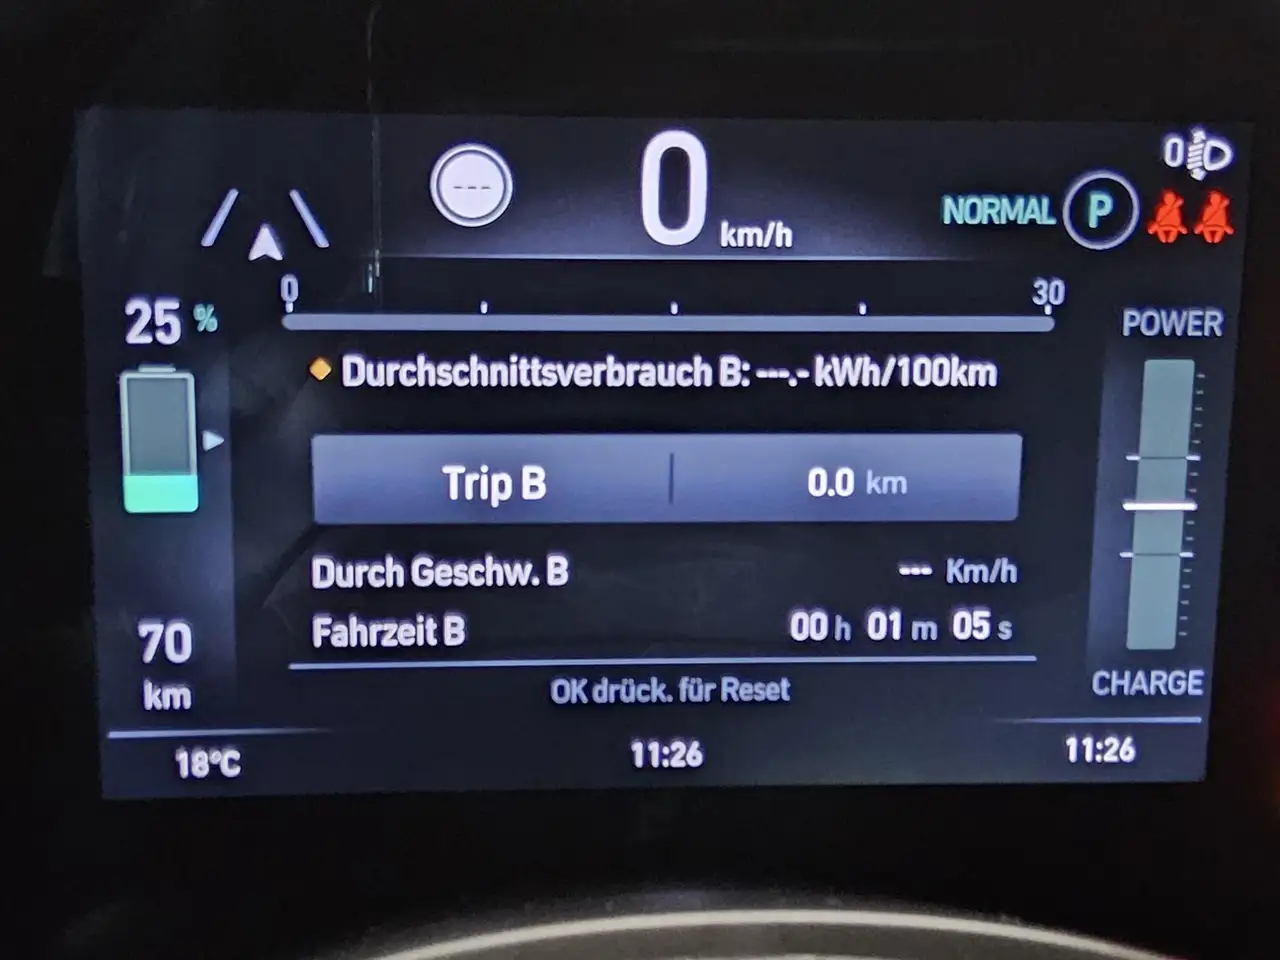 ---
0 km/h
0
NORMAL P
25 %
0 30
POWER
Durchschnittsverbrauch B: ---.- kWh/100km
Trip B 0.0 km
Durch Geschw. B --- Km/h
Fahrzeit B 00 h 01 m 05 s
70
km
CHARGE
OK drück. für Reset
18°C 11:26 11:26